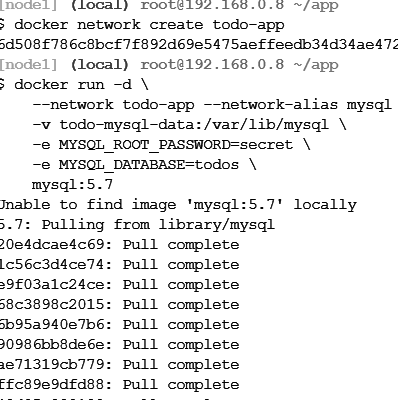 [node1] (local) root@192.168.0.8 ~/app
$ docker network create todo-app
6d508f786c8bcf7f892d69e5475aeffeedb34d34ae472
[node1] (local) root@192.168.0.8 ~/app
$ docker run -d \
--network todo-app --network-alias mysql
-v todo-mysql-data:/var/lib/mysql \
-e MYSQL_ROOT_PASSWORD=secret \
-e MYSQL_DATABASE=todos \
mysql:5.7
Unable to find image 'mysql:5.7' locally
5.7: Pulling from library/mysql
20e4dcae4c69: Pull complete
1c56c3d4ce74: Pull complete
e9f03a1c24ce: Pull complete
68c3898c2015: Pull complete
6b95a940e7b6: Pull complete
90986bb8de6e: Pull complete
ae71319cb779: Pull complete
ffc89e9dfd88: Pull complete